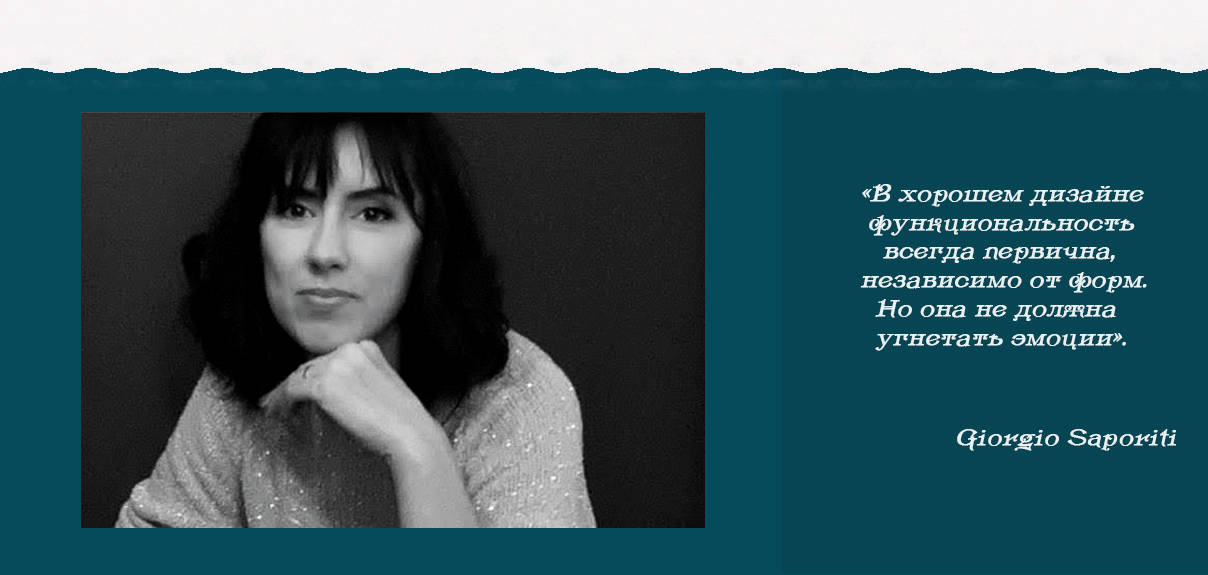 «В хорошем дизайне
функциональность
всегда первична,
независимо от форм.
Но она не должна
угнетать эмоции».
Giorgio Saporiti